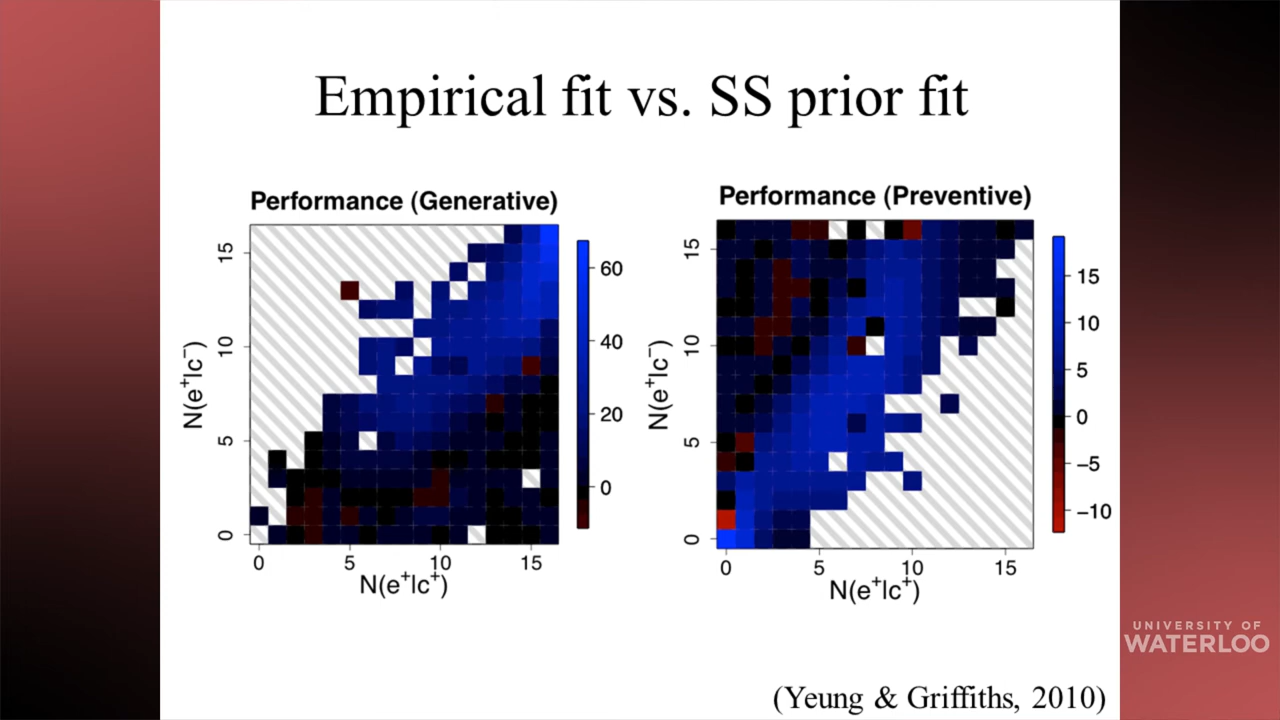 Empirical fit vs. SS prior fit
Performance (Generative)
15
10
5
0
N(e⁺|c⁻)
0 5 10 15
N(e⁺|c⁺)
60
40
20
0
Performance (Preventive)
15
10
5
0
N(e⁺|c⁻)
0 5 10 15
N(e⁺|c⁺)
15
10
5
0
−5
−10
UNIVERSITY OF
WATERLOO
(Yeung & Griffiths, 2010)